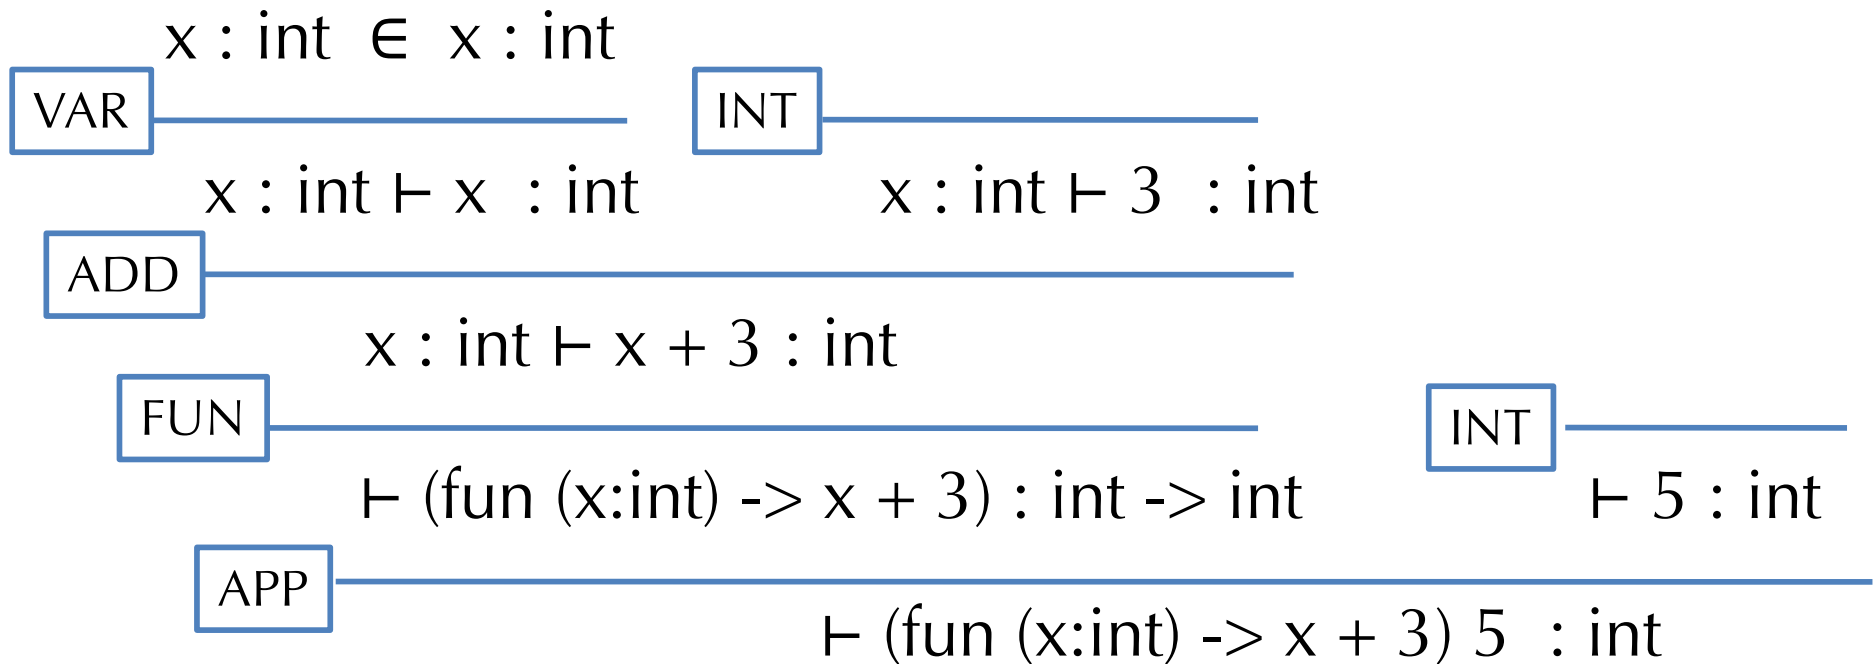 x : int ∈ x : int
VAR
INT
x : int ⊢ x : int
x : int ⊢ 3 : int
ADD
x : int ⊢ x + 3 : int
FUN
INT
⊢ (fun (x:int) -> x + 3) : int -> int
⊢ 5 : int
APP
⊢ (fun (x:int) -> x + 3) 5 : int